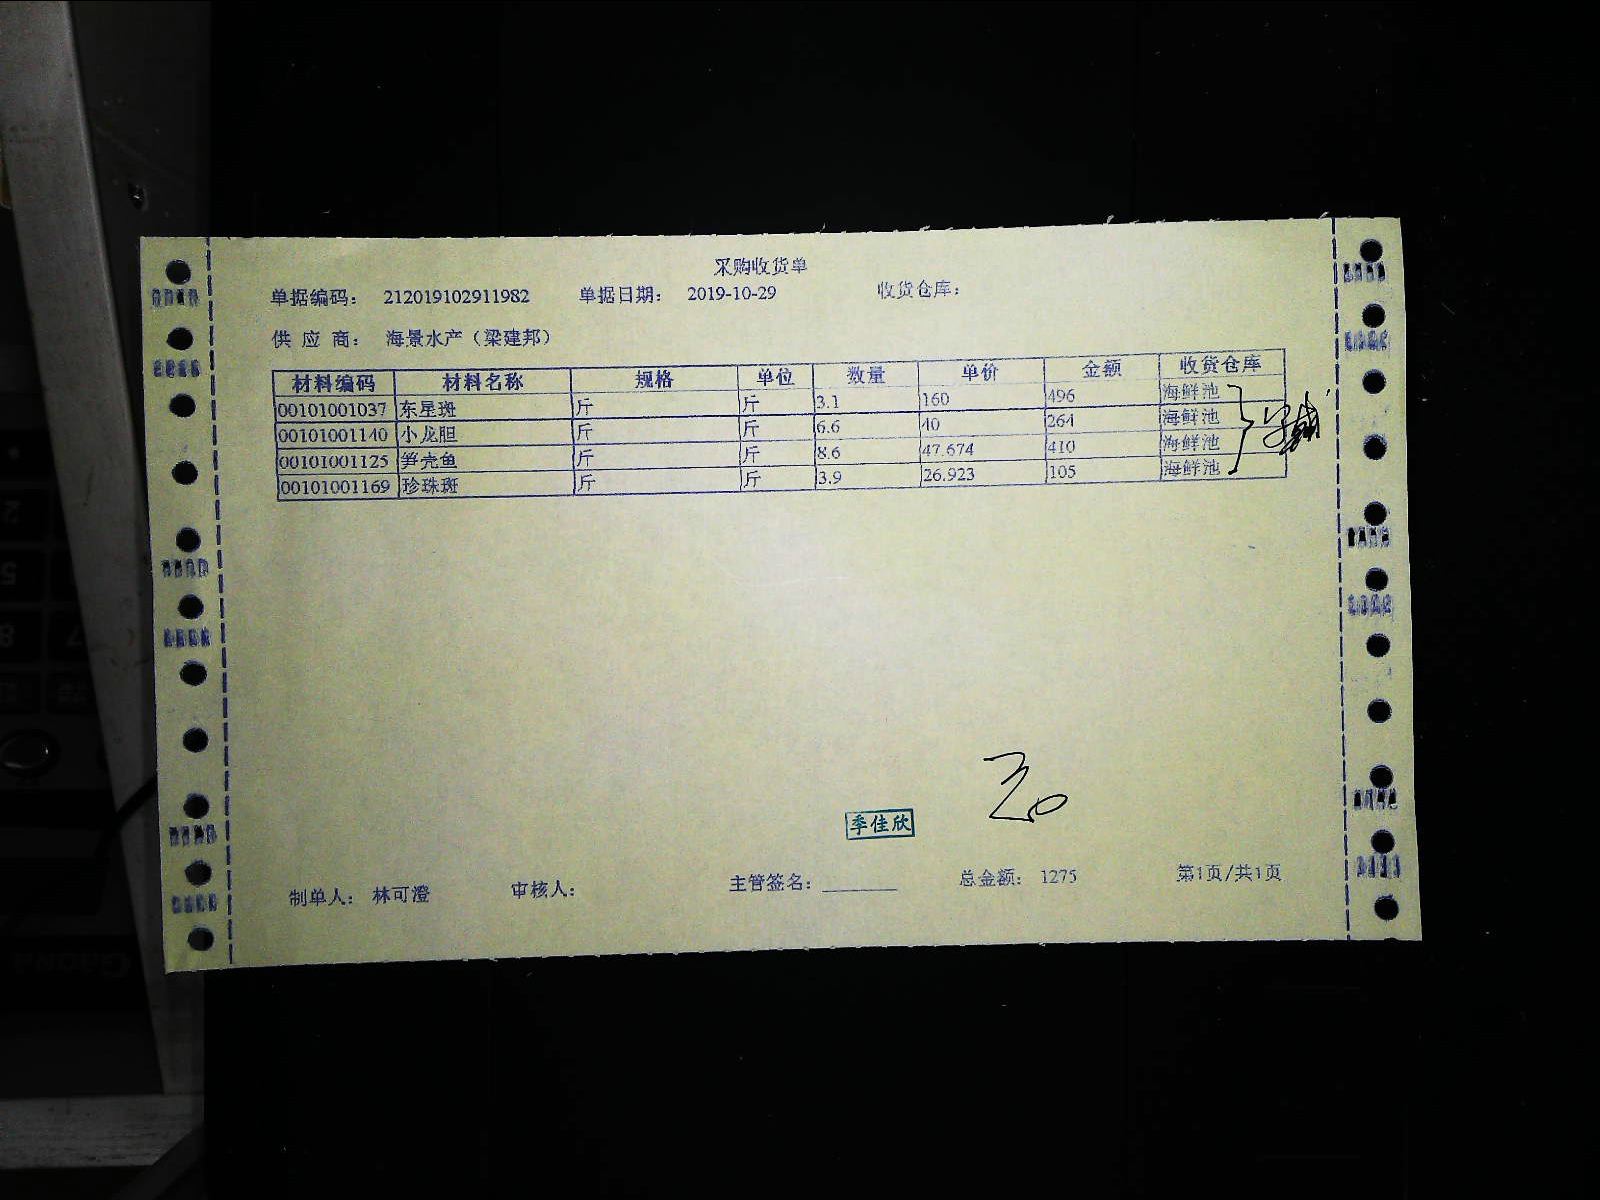 采购收货单
单据编码： 212019102911982 单据日期： 2019-10-29 收货仓库：
供 应 商： 海景水产（梁建邦）
材料编码 材料名称 规格 单位 数量 单价 金额 收货仓库
00101001037 东星斑 斤 斤 3.1 160 496 海鲜池
00101001140 小龙胆 斤 斤 6.6 40 264 海鲜池
00101001125 笋壳鱼 斤 斤 8.6 47.674 410 海鲜池
00101001169 珍珠斑 斤 斤 3.9 26.923 105 海鲜池
季佳欣
制单人： 林可澄 审核人： 主管签名： 总金额： 1275 第1页/共1页